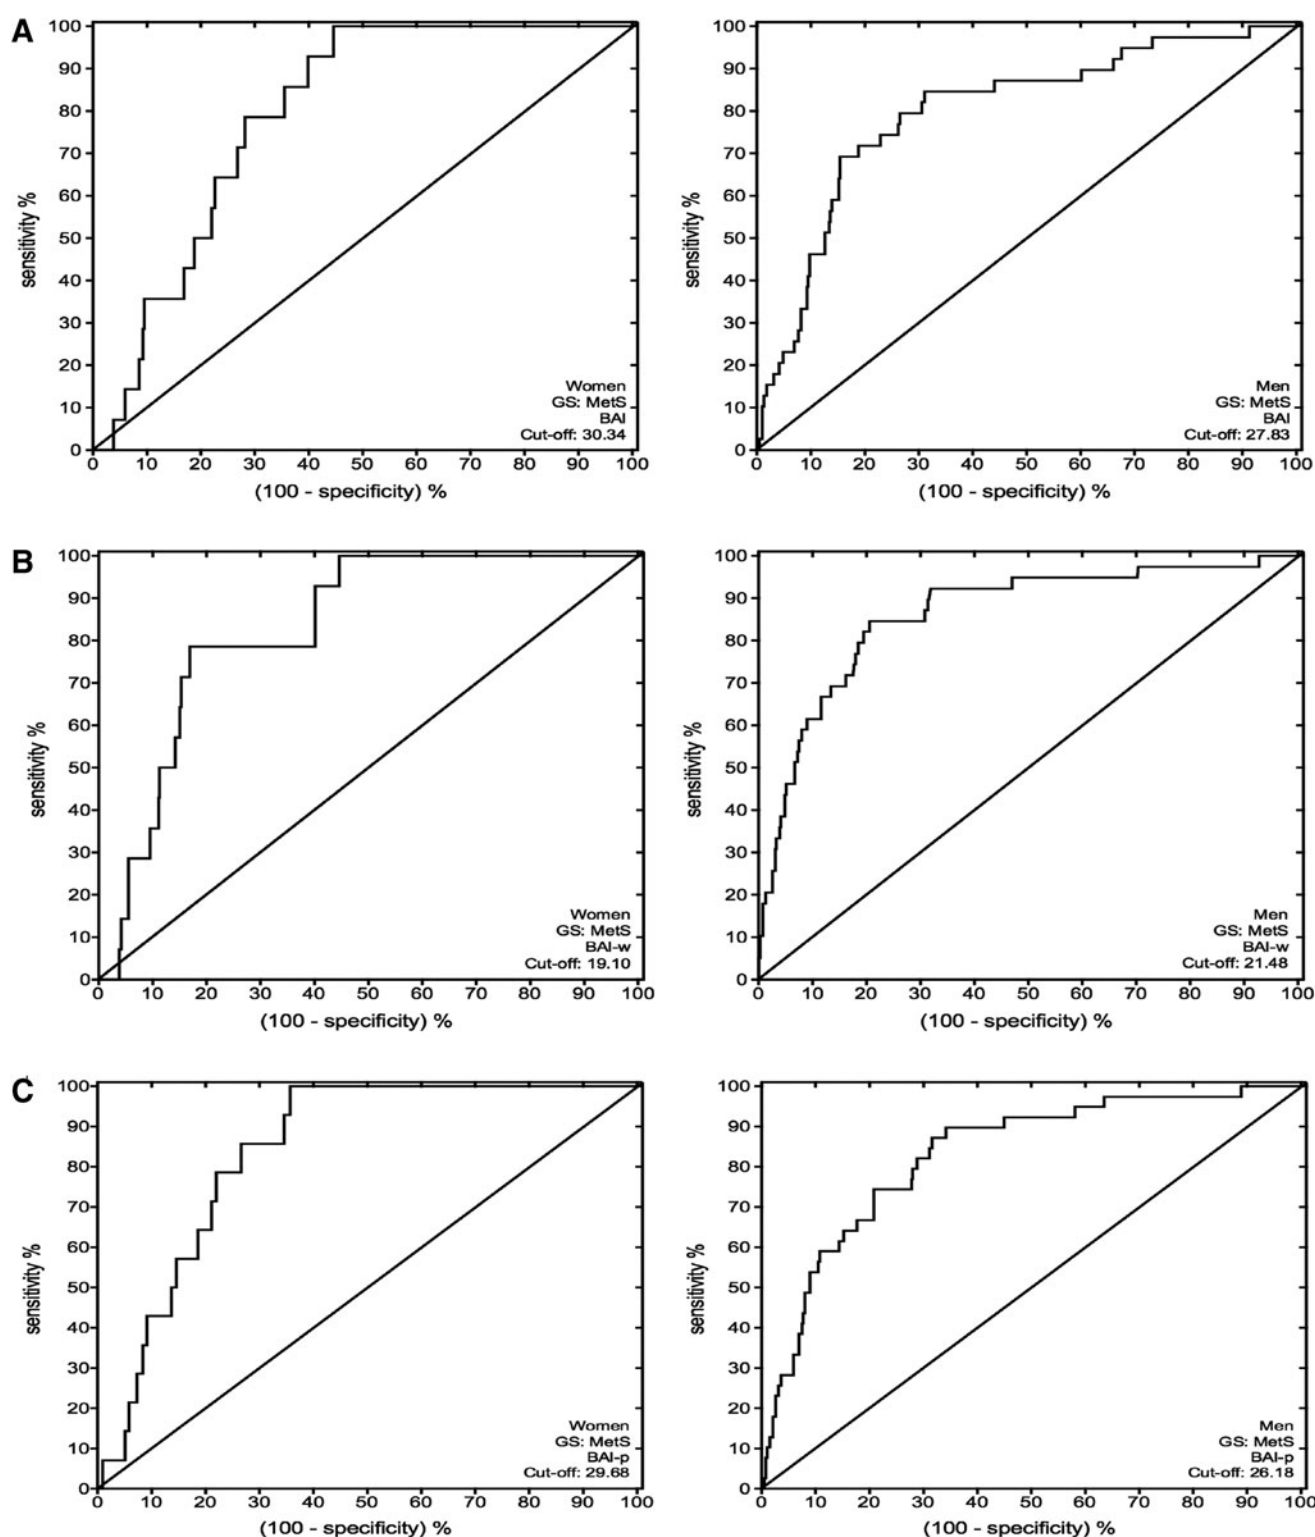 A
100
90
80
70
60
50
40
30
20
10
0
sensitivity %
0 10 20 30 40 50 60 70 80 90 100
(100 - specificity) %
Women
GS: MetS
BAI
Cut-off: 30.34
100
90
80
70
60
50
40
30
20
10
0
sensitivity %
0 10 20 30 40 50 60 70 80 90 100
(100 - specificity) %
Men
GS: MetS
BAI
Cut-off: 27.83
B
100
90
80
70
60
50
40
30
20
10
0
sensitivity %
0 10 20 30 40 50 60 70 80 90 100
(100 - specificity) %
Women
GS: MetS
BAI-w
Cut-off: 19.10
100
90
80
70
60
50
40
30
20
10
0
sensitivity %
0 10 20 30 40 50 60 70 80 90 100
(100 - specificity) %
Men
GS: MetS
BAI-w
Cut-off: 21.48
C
100
90
80
70
60
50
40
30
20
10
0
sensitivity %
0 10 20 30 40 50 60 70 80 90 100
(100 - specificity) %
Women
GS: MetS
BAI-p
Cut-off: 29.68
100
90
80
70
60
50
40
30
20
10
0
sensitivity %
0 10 20 30 40 50 60 70 80 90 100
(100 - specificity) %
Men
GS: MetS
BAI-p
Cut-off: 26.18